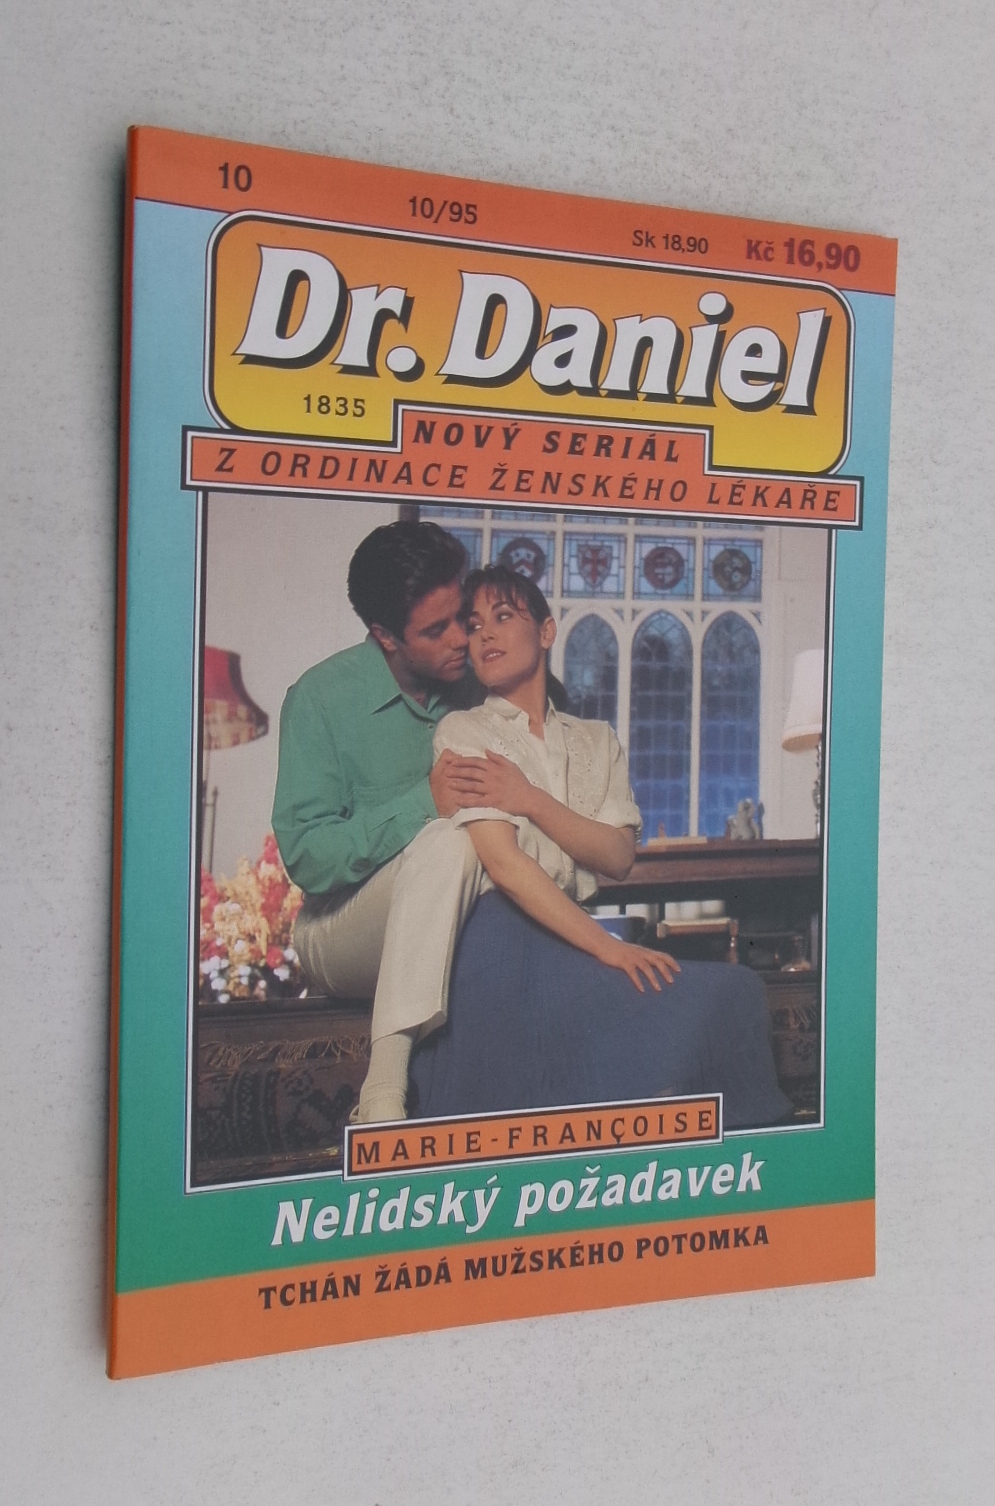 10
10/95
Sk 18,90
Kč 16,90
Dr. Daniel
1835
NOVÝ SERIÁL
Z ORDINACE ŽENSKÉHO LÉKAŘE
MARIE-FRANÇOISE
Nelidský požadavek
TCHÁN ŽÁDÁ MUŽSKÉHO POTOMKA